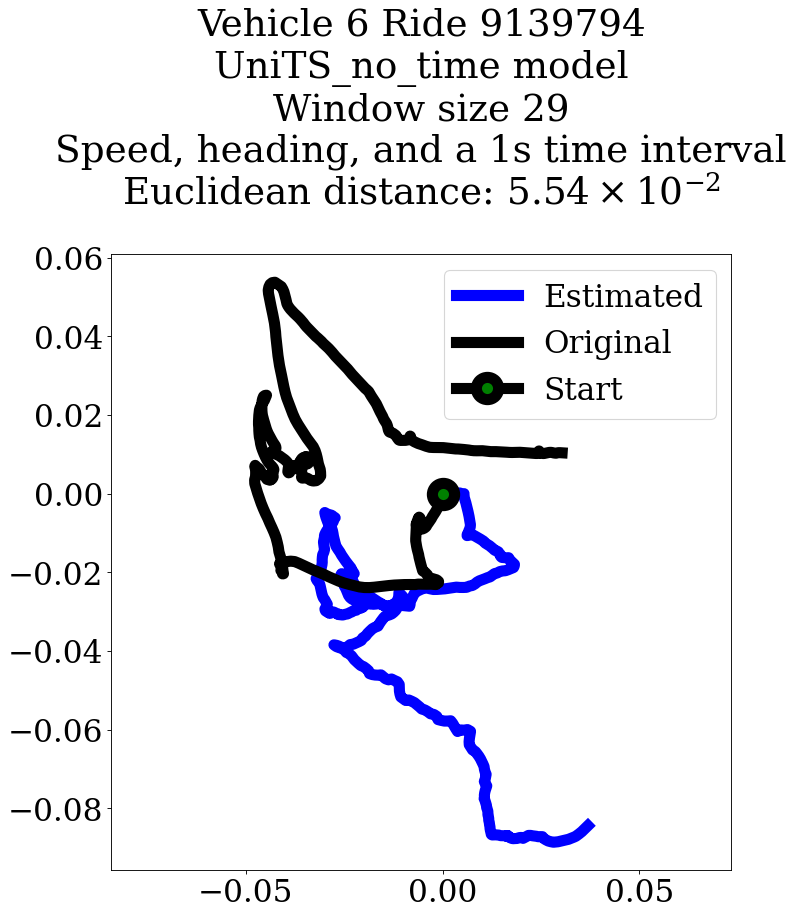 Vehicle 6 Ride 9139794
UniTS_no_time model
Window size 29
Speed, heading, and a 1s time interval
Euclidean distance: 5.54 × 10⁻²
0.06
0.04
0.02
0.00
−0.02
−0.04
−0.06
−0.08
Estimated
Original
Start
−0.05 0.00 0.05